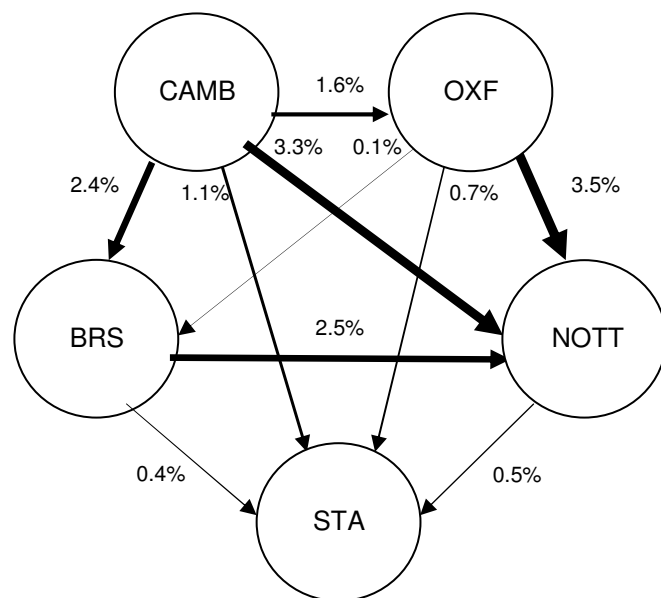 CAMB
OXF
1.6%
3.3%
0.1%
2.4%
1.1%
0.7%
3.5%
BRS
2.5%
NOTT
0.4%
0.5%
STA